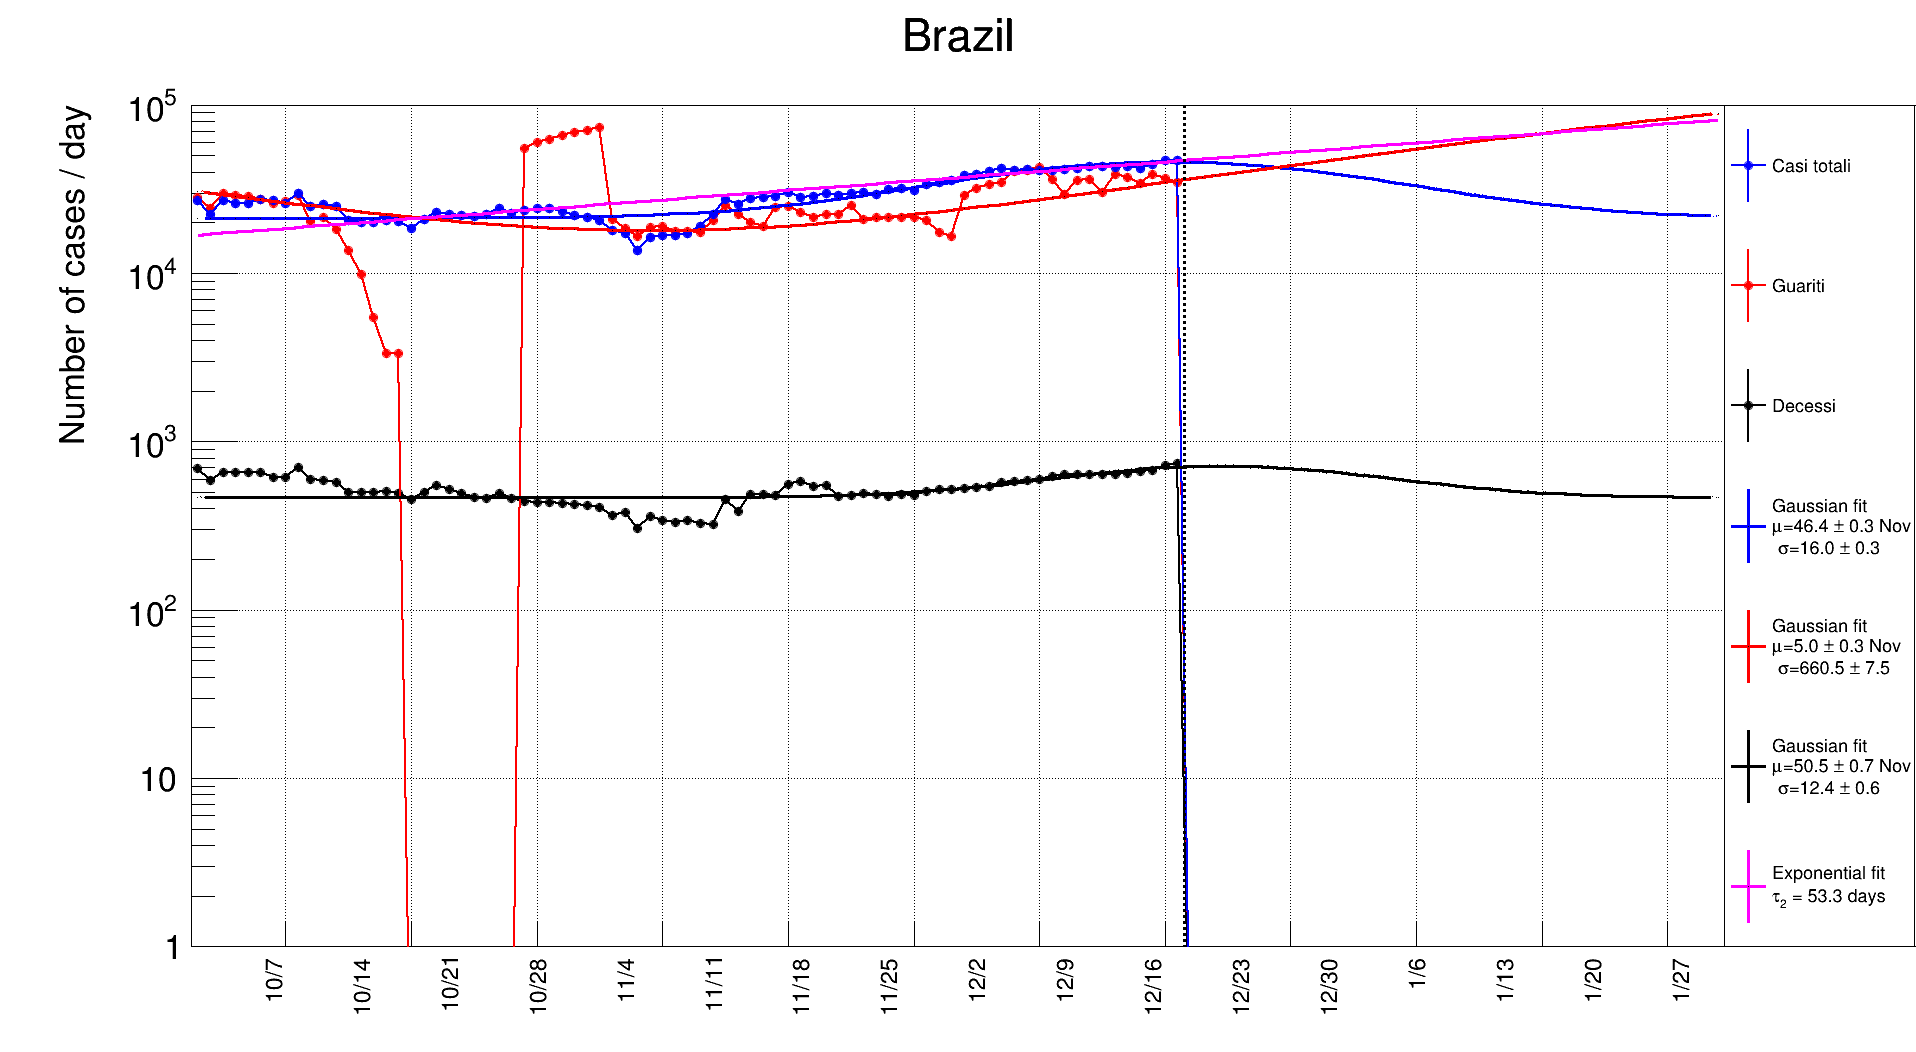 Brazil
Number of cases / day
10^5
10^4
10^3
10^2
10
1
10/7
10/14
10/21
10/28
11/4
11/11
11/18
11/25
12/2
12/9
12/16
12/23
12/30
1/6
1/13
1/20
1/27
Casi totali
Guariti
Decessi
Gaussian fit
μ=46.4 ± 0.3 Nov
σ=16.0 ± 0.3
Gaussian fit
μ=5.0 ± 0.3 Nov
σ=660.5 ± 7.5
Gaussian fit
μ=50.5 ± 0.7 Nov
σ=12.4 ± 0.6
Exponential fit
τ_2 = 53.3 days